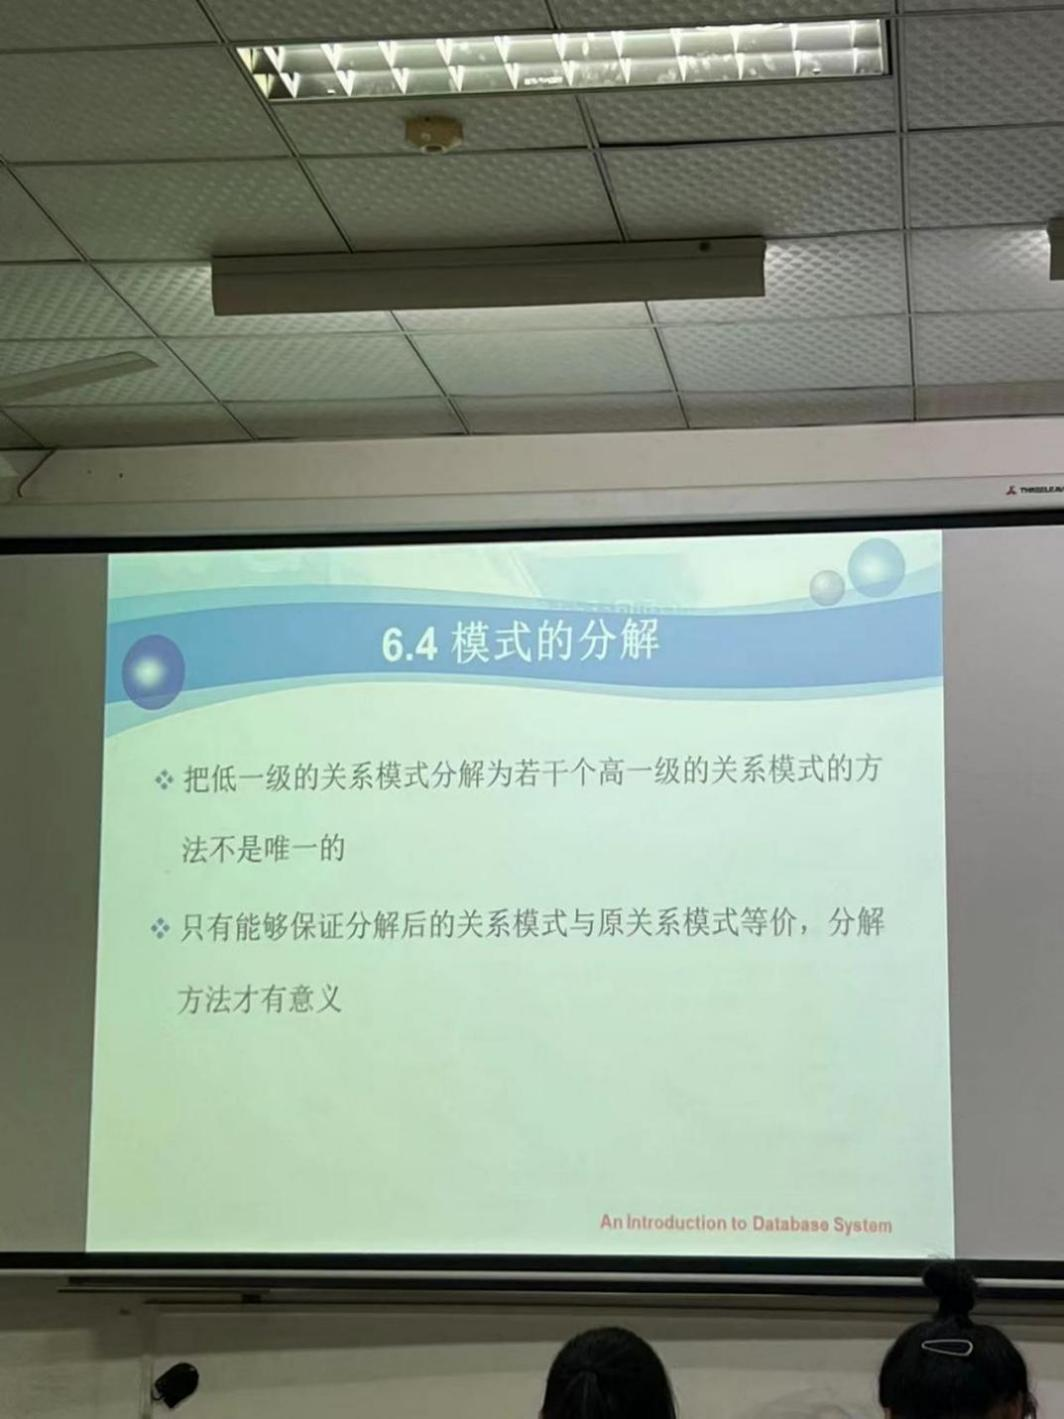 6.4 模式的分解
把低一级的关系模式分解为若干个高一级的关系模式的方
法不是唯一的
只有能够保证分解后的关系模式与原关系模式等价，分解
方法才有意义
An Introduction to Database System